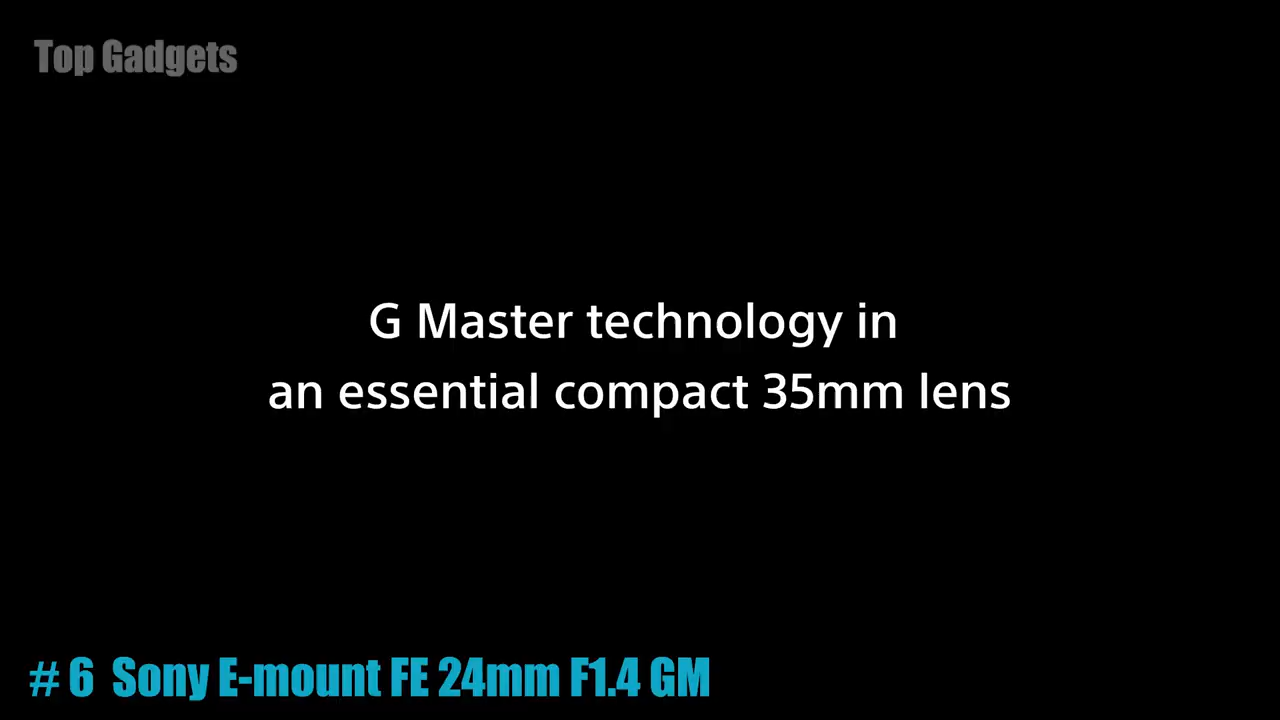 Top Gadgets
G Master technology in
an essential compact 35mm lens
# 6 Sony E-mount FE 24mm F1.4 GM